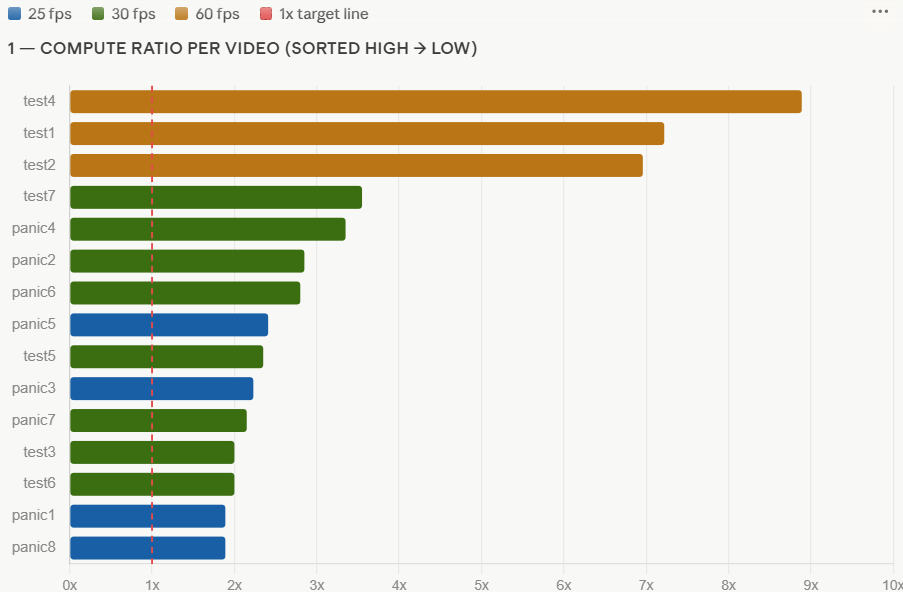 25 fps 30 fps 60 fps 1x target line
1 — COMPUTE RATIO PER VIDEO (SORTED HIGH → LOW)
test4
test1
test2
test7
panic4
panic2
panic6
panic5
test5
panic3
panic7
test3
test6
panic1
panic8
0x 1x 2x 3x 4x 5x 6x 7x 8x 9x 10x